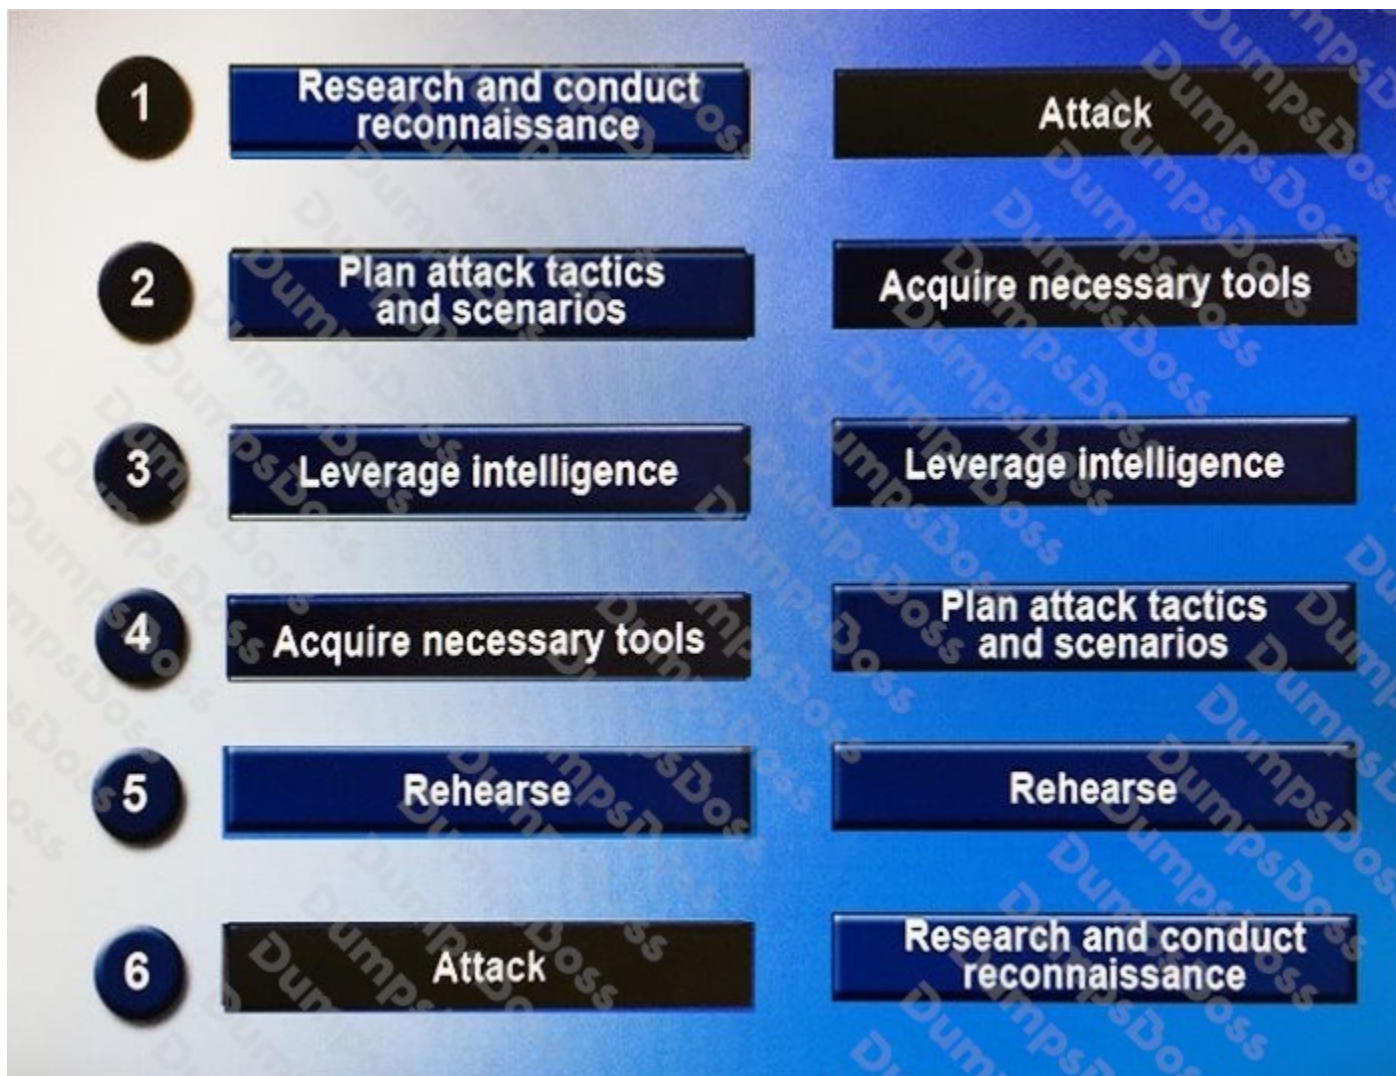 1
Research and conduct
reconnaissance
Attack
2
Plan attack tactics
and scenarios
Acquire necessary tools
3
Leverage intelligence
Leverage intelligence
4
Acquire necessary tools
Plan attack tactics
and scenarios
5
Rehearse
Rehearse
6
Attack
Research and conduct
reconnaissance
DumpsDoss